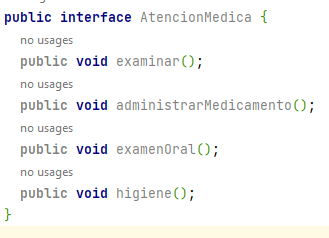 public interface AtencionMedica {
no usages
public void examinar();
no usages
public void administrarMedicamento();
no usages
public void examenOral();
no usages
public void higiene();
}